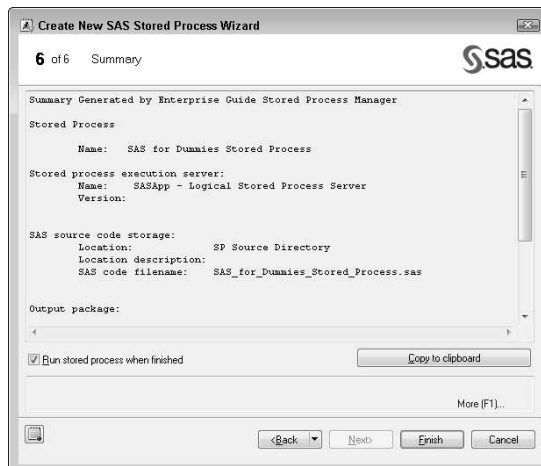 Create New SAS Stored Process Wizard
6 of 6 Summary
sas
Summary Generated by Enterprise Guide Stored Process Manager
Stored Process
Name: SAS for Dummies Stored Process
Stored process execution server:
Name: SASApp - Logical Stored Process Server
Version:
SAS source code storage:
Location: SP Source Directory
Location description:
SAS code filename: SAS_for_Dummies_Stored_Process.sas
Output package:
Run stored process when finished
Copy to clipboard
More (F1)...
<Back
Next>
Finish
Cancel